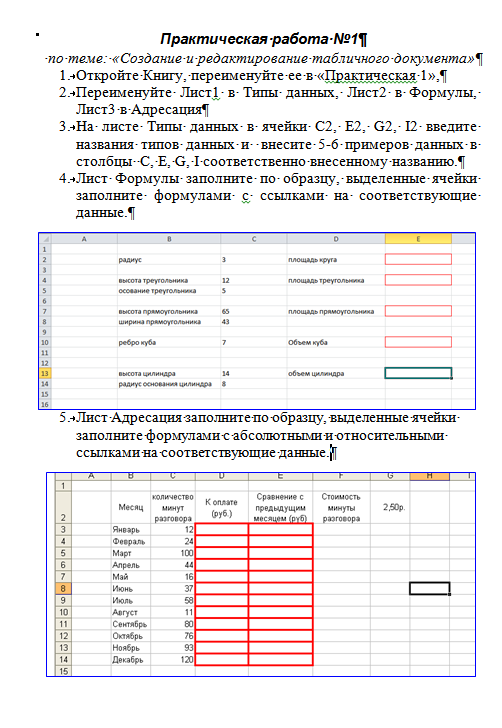 Практическая работа №1¶
по теме: «Создание и редактирование табличного документа»¶
1. Откройте Книгу, переименуйте ее в «Практическая 1»,¶
2. Переименуйте Лист1 в Типы данных, Лист2 в Формулы,
Лист3 в Адресация¶
3. На листе Типы данных в ячейки C2, E2, G2, I2 введите
названия типов данных и внесите 5-6 примеров данных в
столбцы C, E, G, I соответственно внесенному названию.¶
4. Лист Формулы заполните по образцу, выделенные ячейки
заполните формулами с ссылками на соответствующие
данные.¶
A B C D E
1
2 радиус 3 площадь круга
3
4 высота треугольника 12 площадь треугольника
5 осование треугольника 5
6
7 высота прямоугольника 65 площадь прямоугольника
8 ширина прямоугольника 43
9
10 ребро куба 7 Объем куба
11
12
13 высота цилиндра 14 объем цилиндра
14 радиус основания цилиндра 8
15
16
5. Лист Адресация заполните по образцу, выделенные ячейки
заполните формулами с абсолютными и относительными
ссылками на соответствующие данные.¶
A B C D E F G H I
1
количество Сравнение с Стоимость
Месяц минут К оплате предыдущим минуты 2,50р.
2 разговора (руб.) месяцем (руб) разговора
3 Январь 12
4 Февраль 24
5 Март 100
6 Апрель 44
7 Май 16
8 Июнь 37
9 Июль 58
10 Август 11
11 Сентябрь 80
12 Октябрь 76
13 Ноябрь 93
14 Декабрь 120
15